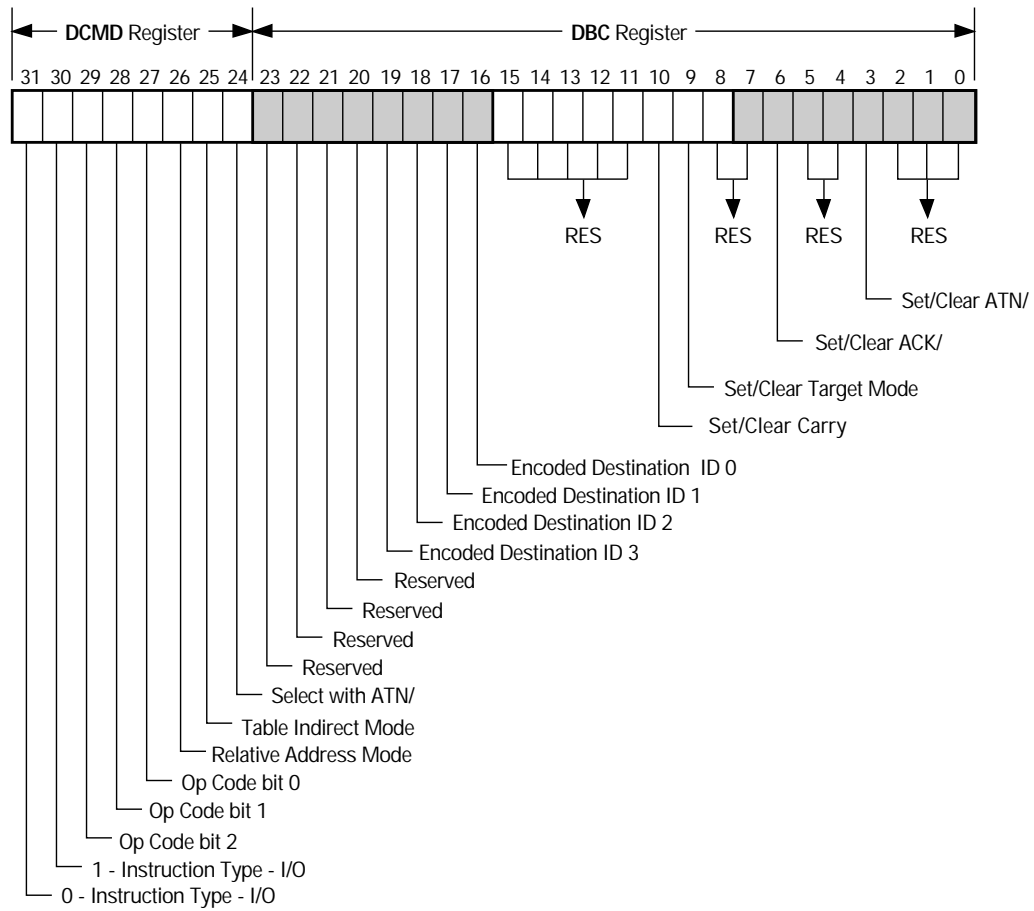 DCMD Register DBC Register
31 30 29 28 27 26 25 24 23 22 21 20 19 18 17 16 15 14 13 12 11 10 9 8 7 6 5 4 3 2 1 0
RES RES RES RES
Set/Clear ATN/
Set/Clear ACK/
Set/Clear Target Mode
Set/Clear Carry
Encoded Destination ID 0
Encoded Destination ID 1
Encoded Destination ID 2
Encoded Destination ID 3
Reserved
Reserved
Reserved
Reserved
Select with ATN/
Table Indirect Mode
Relative Address Mode
Op Code bit 0
Op Code bit 1
Op Code bit 2
1 - Instruction Type - I/O
0 - Instruction Type - I/O